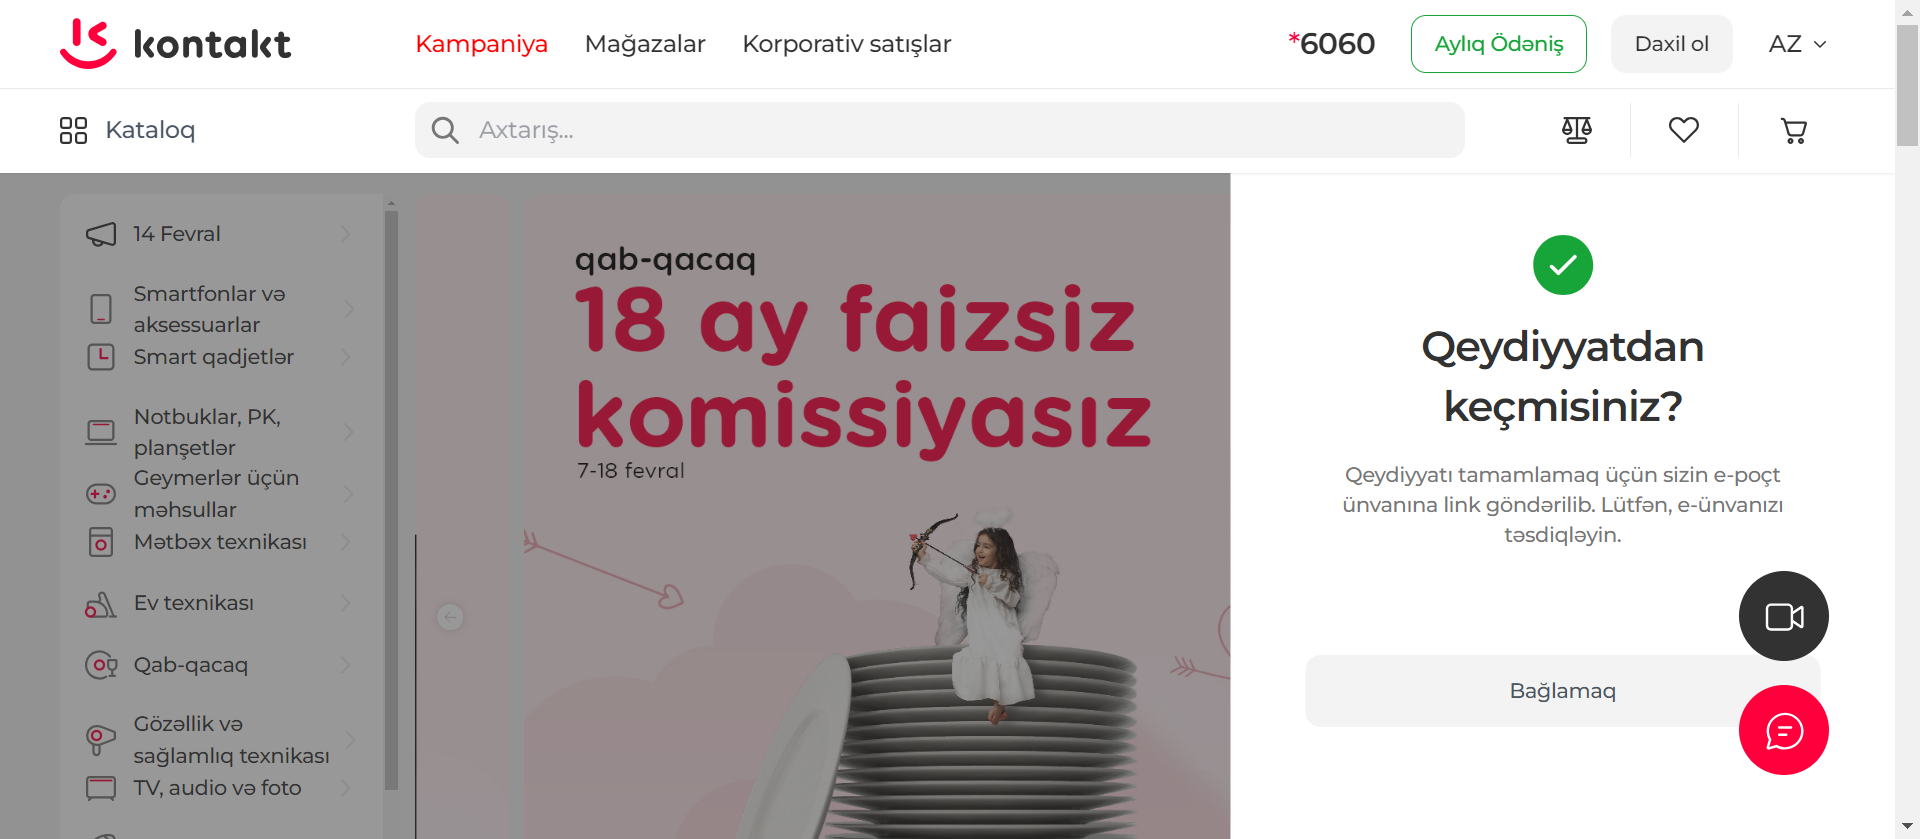 kontakt
Kampaniya
Mağazalar
Korporativ satışlar
*6060
Aylıq Ödəniş
Daxil ol
AZ
Kataloq
Axtarış...
14 Fevral
Smartfonlar və
aksessuarlar
Smart qadjetlər
Notbuklar, PK,
planşetlər
Geymerlər üçün
məhsullar
Mətbəx texnikası
Ev texnikası
Qab-qacaq
Gözəllik və
sağlamlıq texnikası
TV, audio və foto
qab-qacaq
18 ay faizsiz
komissiyasız
7-18 fevral
Qeydiyyatdan
keçmisiniz?
Qeydiyyatı tamamlamaq üçün sizin e-poçt
ünvanına link göndərilib. Lütfən, e-ünvanızı
təsdiqləyin.
Bağlamaq